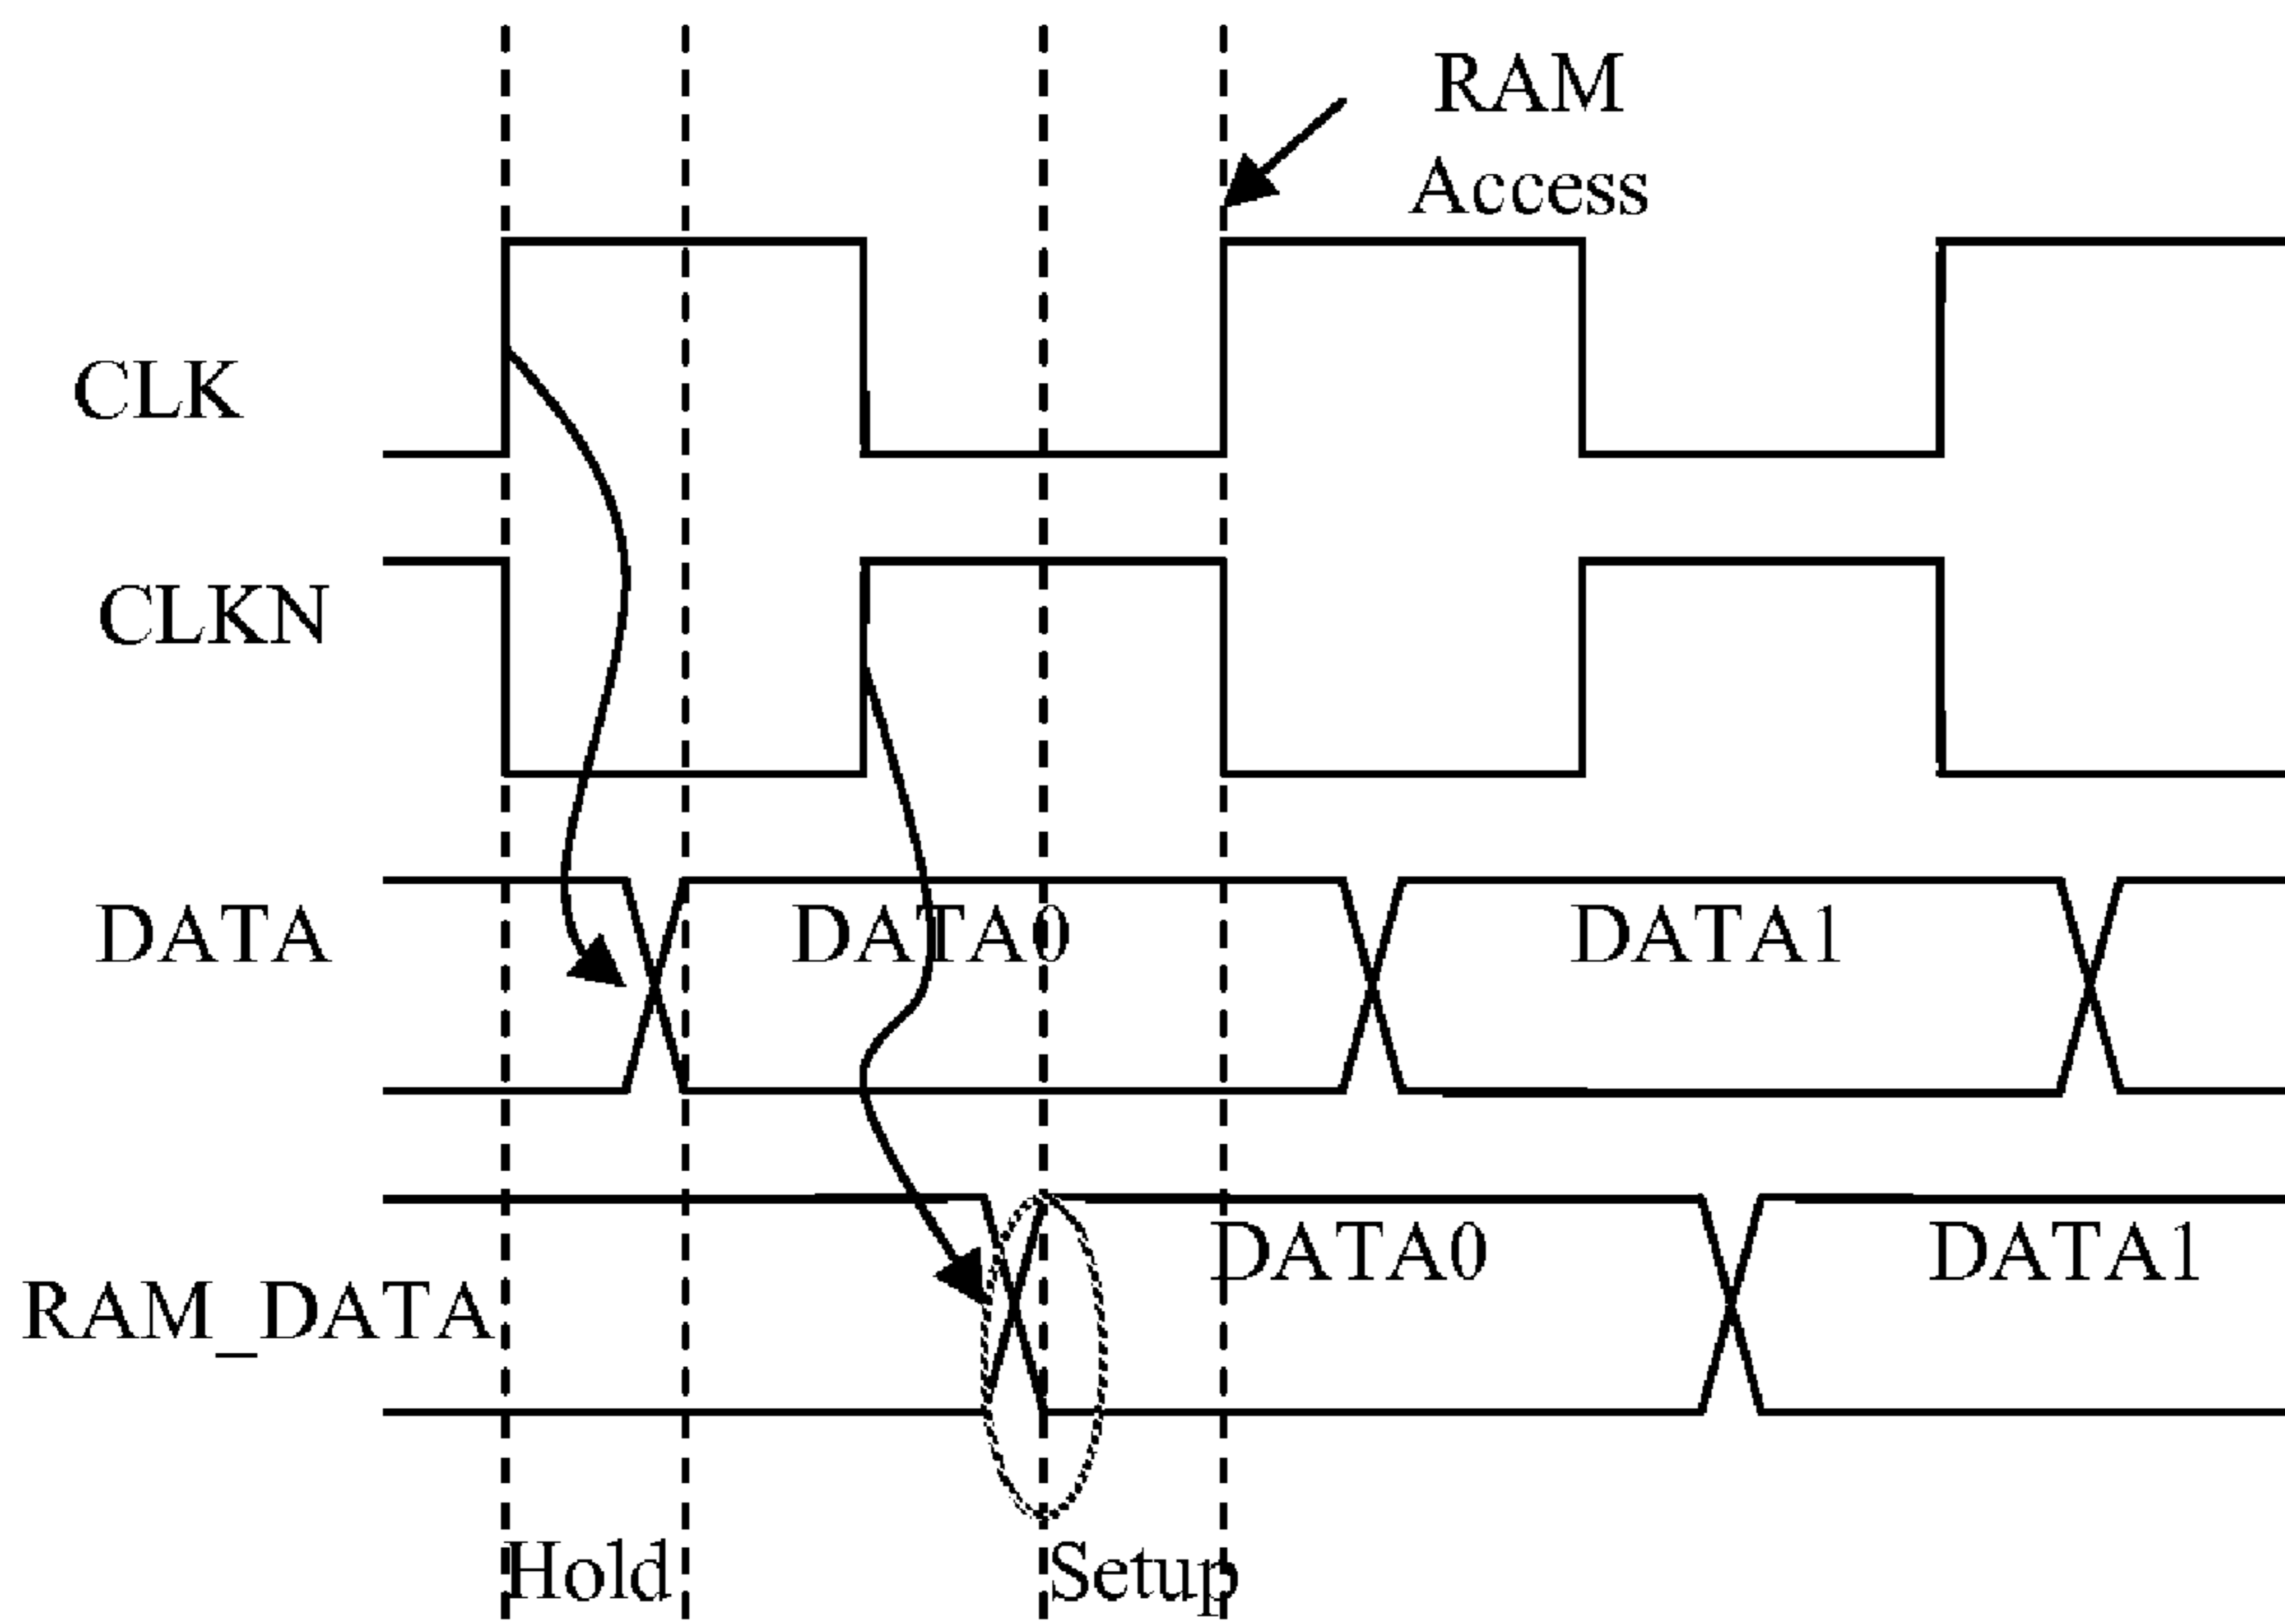 RAM
Access
CLK
CLKN
DATA
DATA0
DATA1
RAM_DATA
DATA0
DATA1
Hold
Setup